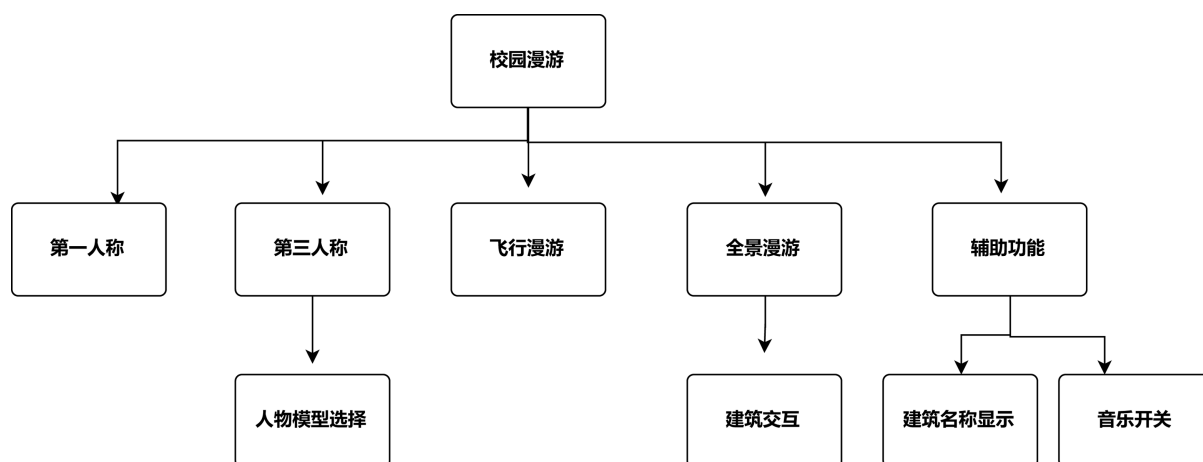 校园漫游
第一人称
第三人称
飞行漫游
全景漫游
辅助功能
人物模型选择
建筑交互
建筑名称显示
音乐开关